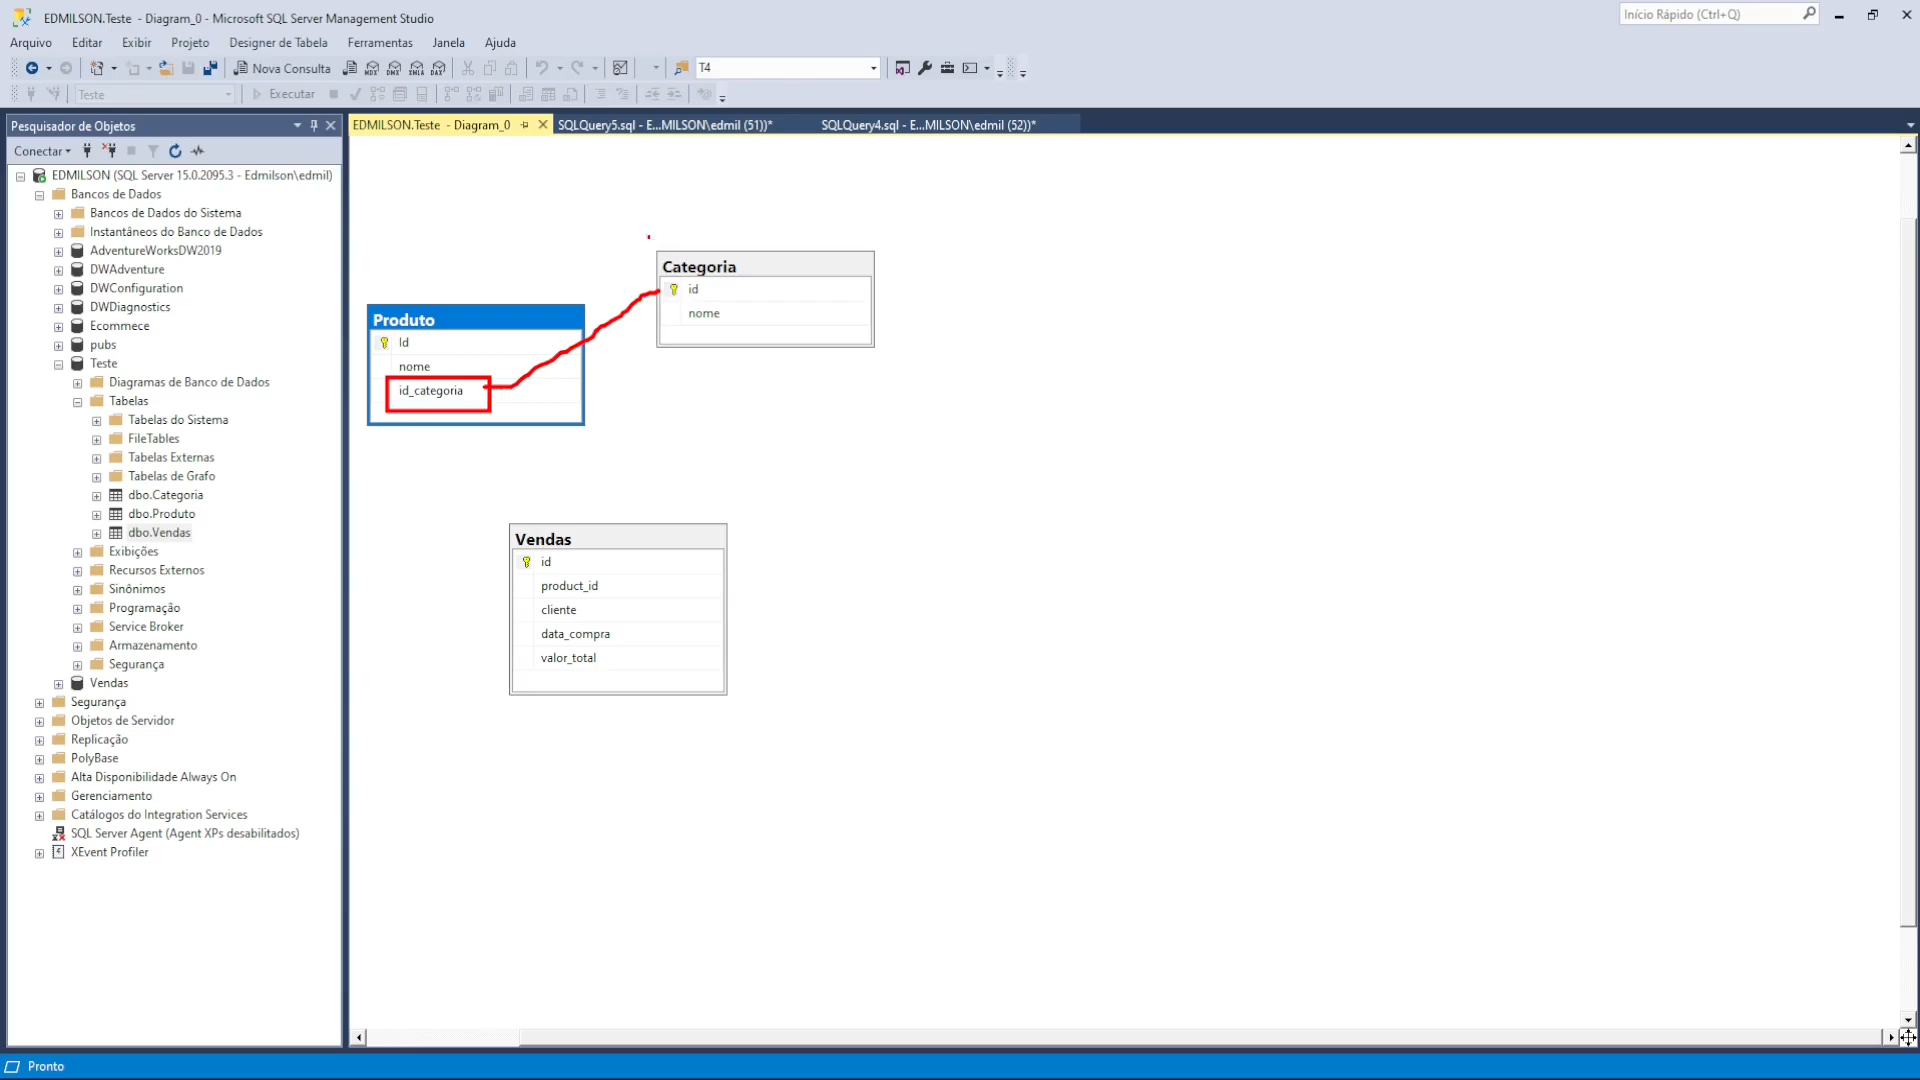 EDMILSON.Teste - Diagram_0 - Microsoft SQL Server Management Studio
Início Rápido (Ctrl+Q)
Arquivo Editar Exibir Projeto Designer de Tabela Ferramentas Janela Ajuda
Nova Consulta MDX DMX XMLA DAX T4
Teste Executar
Pesquisador de Objetos
EDMILSON.Teste - Diagram_0 SQLQuery5.sql - E...MILSON\edmil (51))* SQLQuery4.sql - E...MILSON\edmil (52))*
Conectar
EDMILSON (SQL Server 15.0.2095.3 - Edmilson\edmil)
Bancos de Dados
Bancos de Dados do Sistema
Instantâneos do Banco de Dados
AdventureWorksDW2019
DWAdventure
DWConfiguration
DWDiagnostics
Ecommece
pubs
Teste
Diagramas de Banco de Dados
Tabelas
Tabelas do Sistema
FileTables
Tabelas Externas
Tabelas de Grafo
dbo.Categoria
dbo.Produto
dbo.Vendas
Exibições
Recursos Externos
Sinônimos
Programação
Service Broker
Armazenamento
Segurança
Vendas
Segurança
Objetos de Servidor
Replicação
PolyBase
Alta Disponibilidade Always On
Gerenciamento
Catálogos do Integration Services
SQL Server Agent (Agent XPs desabilitados)
XEvent Profiler
Categoria
id
nome
Produto
Id
nome
id_categoria
Vendas
id
product_id
cliente
data_compra
valor_total
Pronto